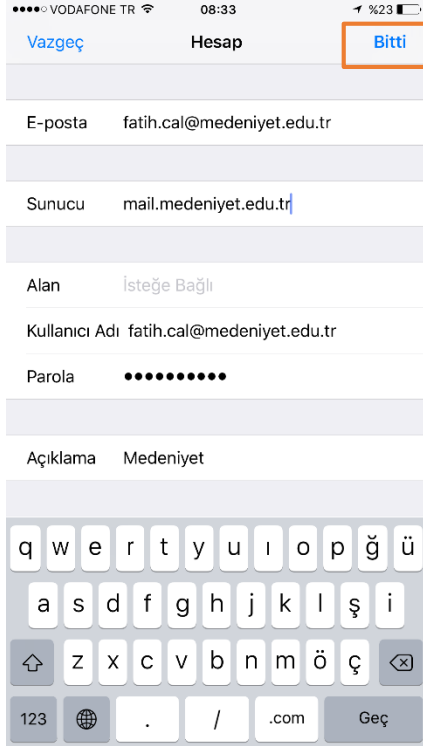 VODAFONE TR 08:33 %23
Vazgeç Hesap Bitti
E-posta fatih.cal@medeniyet.edu.tr
Sunucu mail.medeniyet.edu.tr
Alan İsteğe Bağlı
Kullanıcı Adı fatih.cal@medeniyet.edu.tr
Parola ●●●●●●●●●●
Açıklama Medeniyet
q w e r t y u ı o p ğ ü
a s d f g h j k l ş i
z x c v b n m ö ç
123 . / .com Geç